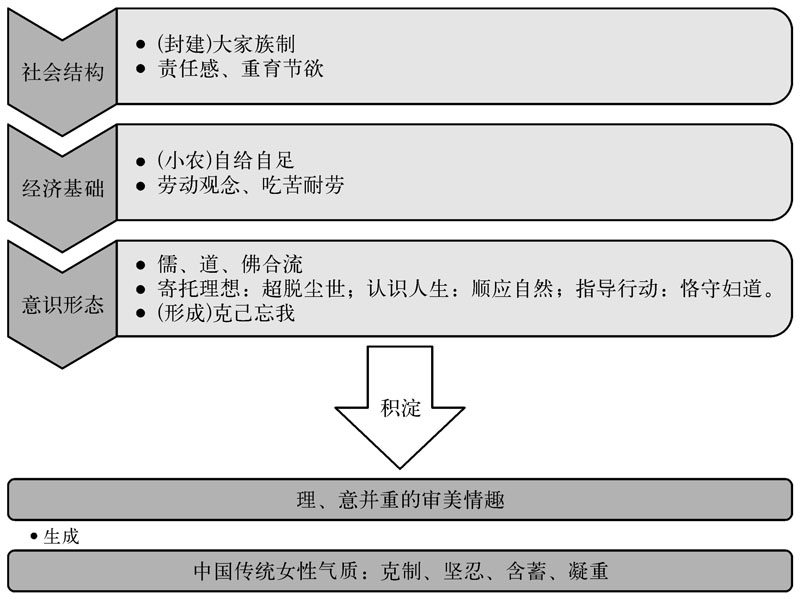 社会结构
● (封建)大家族制
● 责任感、重育节欲
经济基础
● (小农)自给自足
● 劳动观念、吃苦耐劳
意识形态
● 儒、道、佛合流
● 寄托理想：超脱尘世；认识人生：顺应自然；指导行动：恪守妇道。
● (形成)克己忘我
积淀
理、意并重的审美情趣
● 生成
中国传统女性气质：克制、坚忍、含蓄、凝重